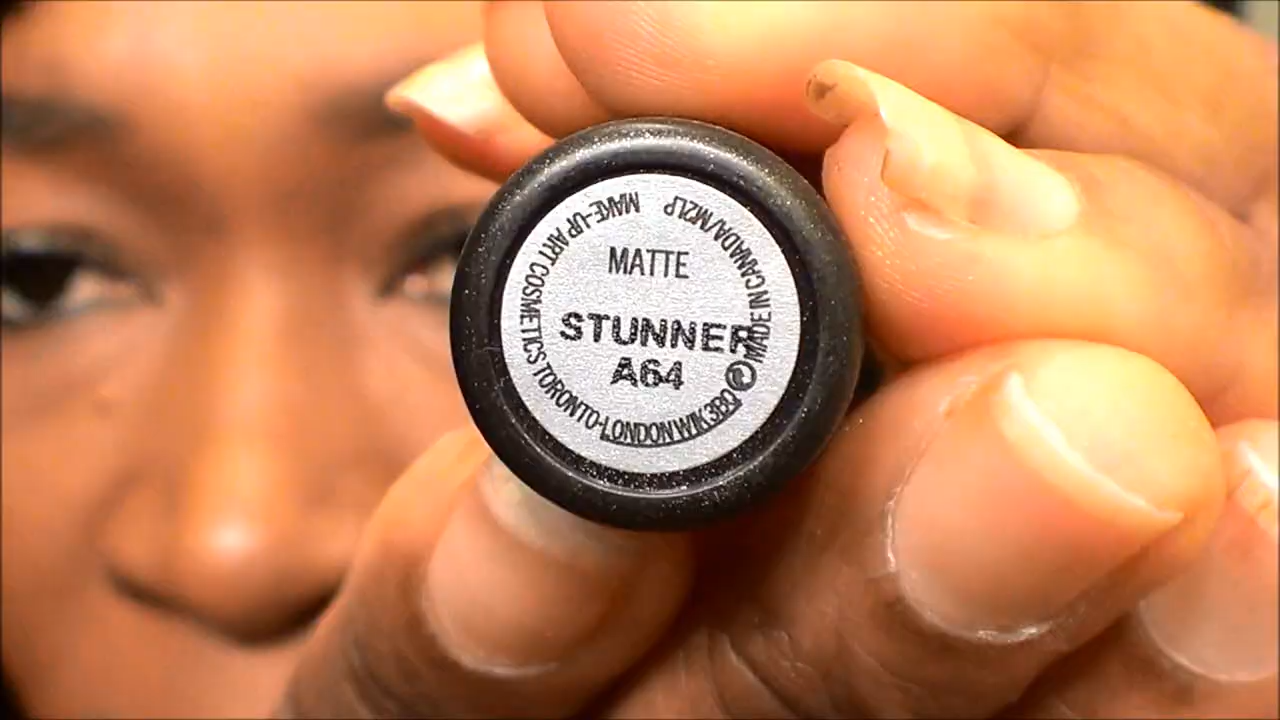 MATTE
STUNNER
A64
MAKE-UP ART COSMETICS TORONTO-LONDON W1K 3BQ
MADE IN CANADA/M2LP